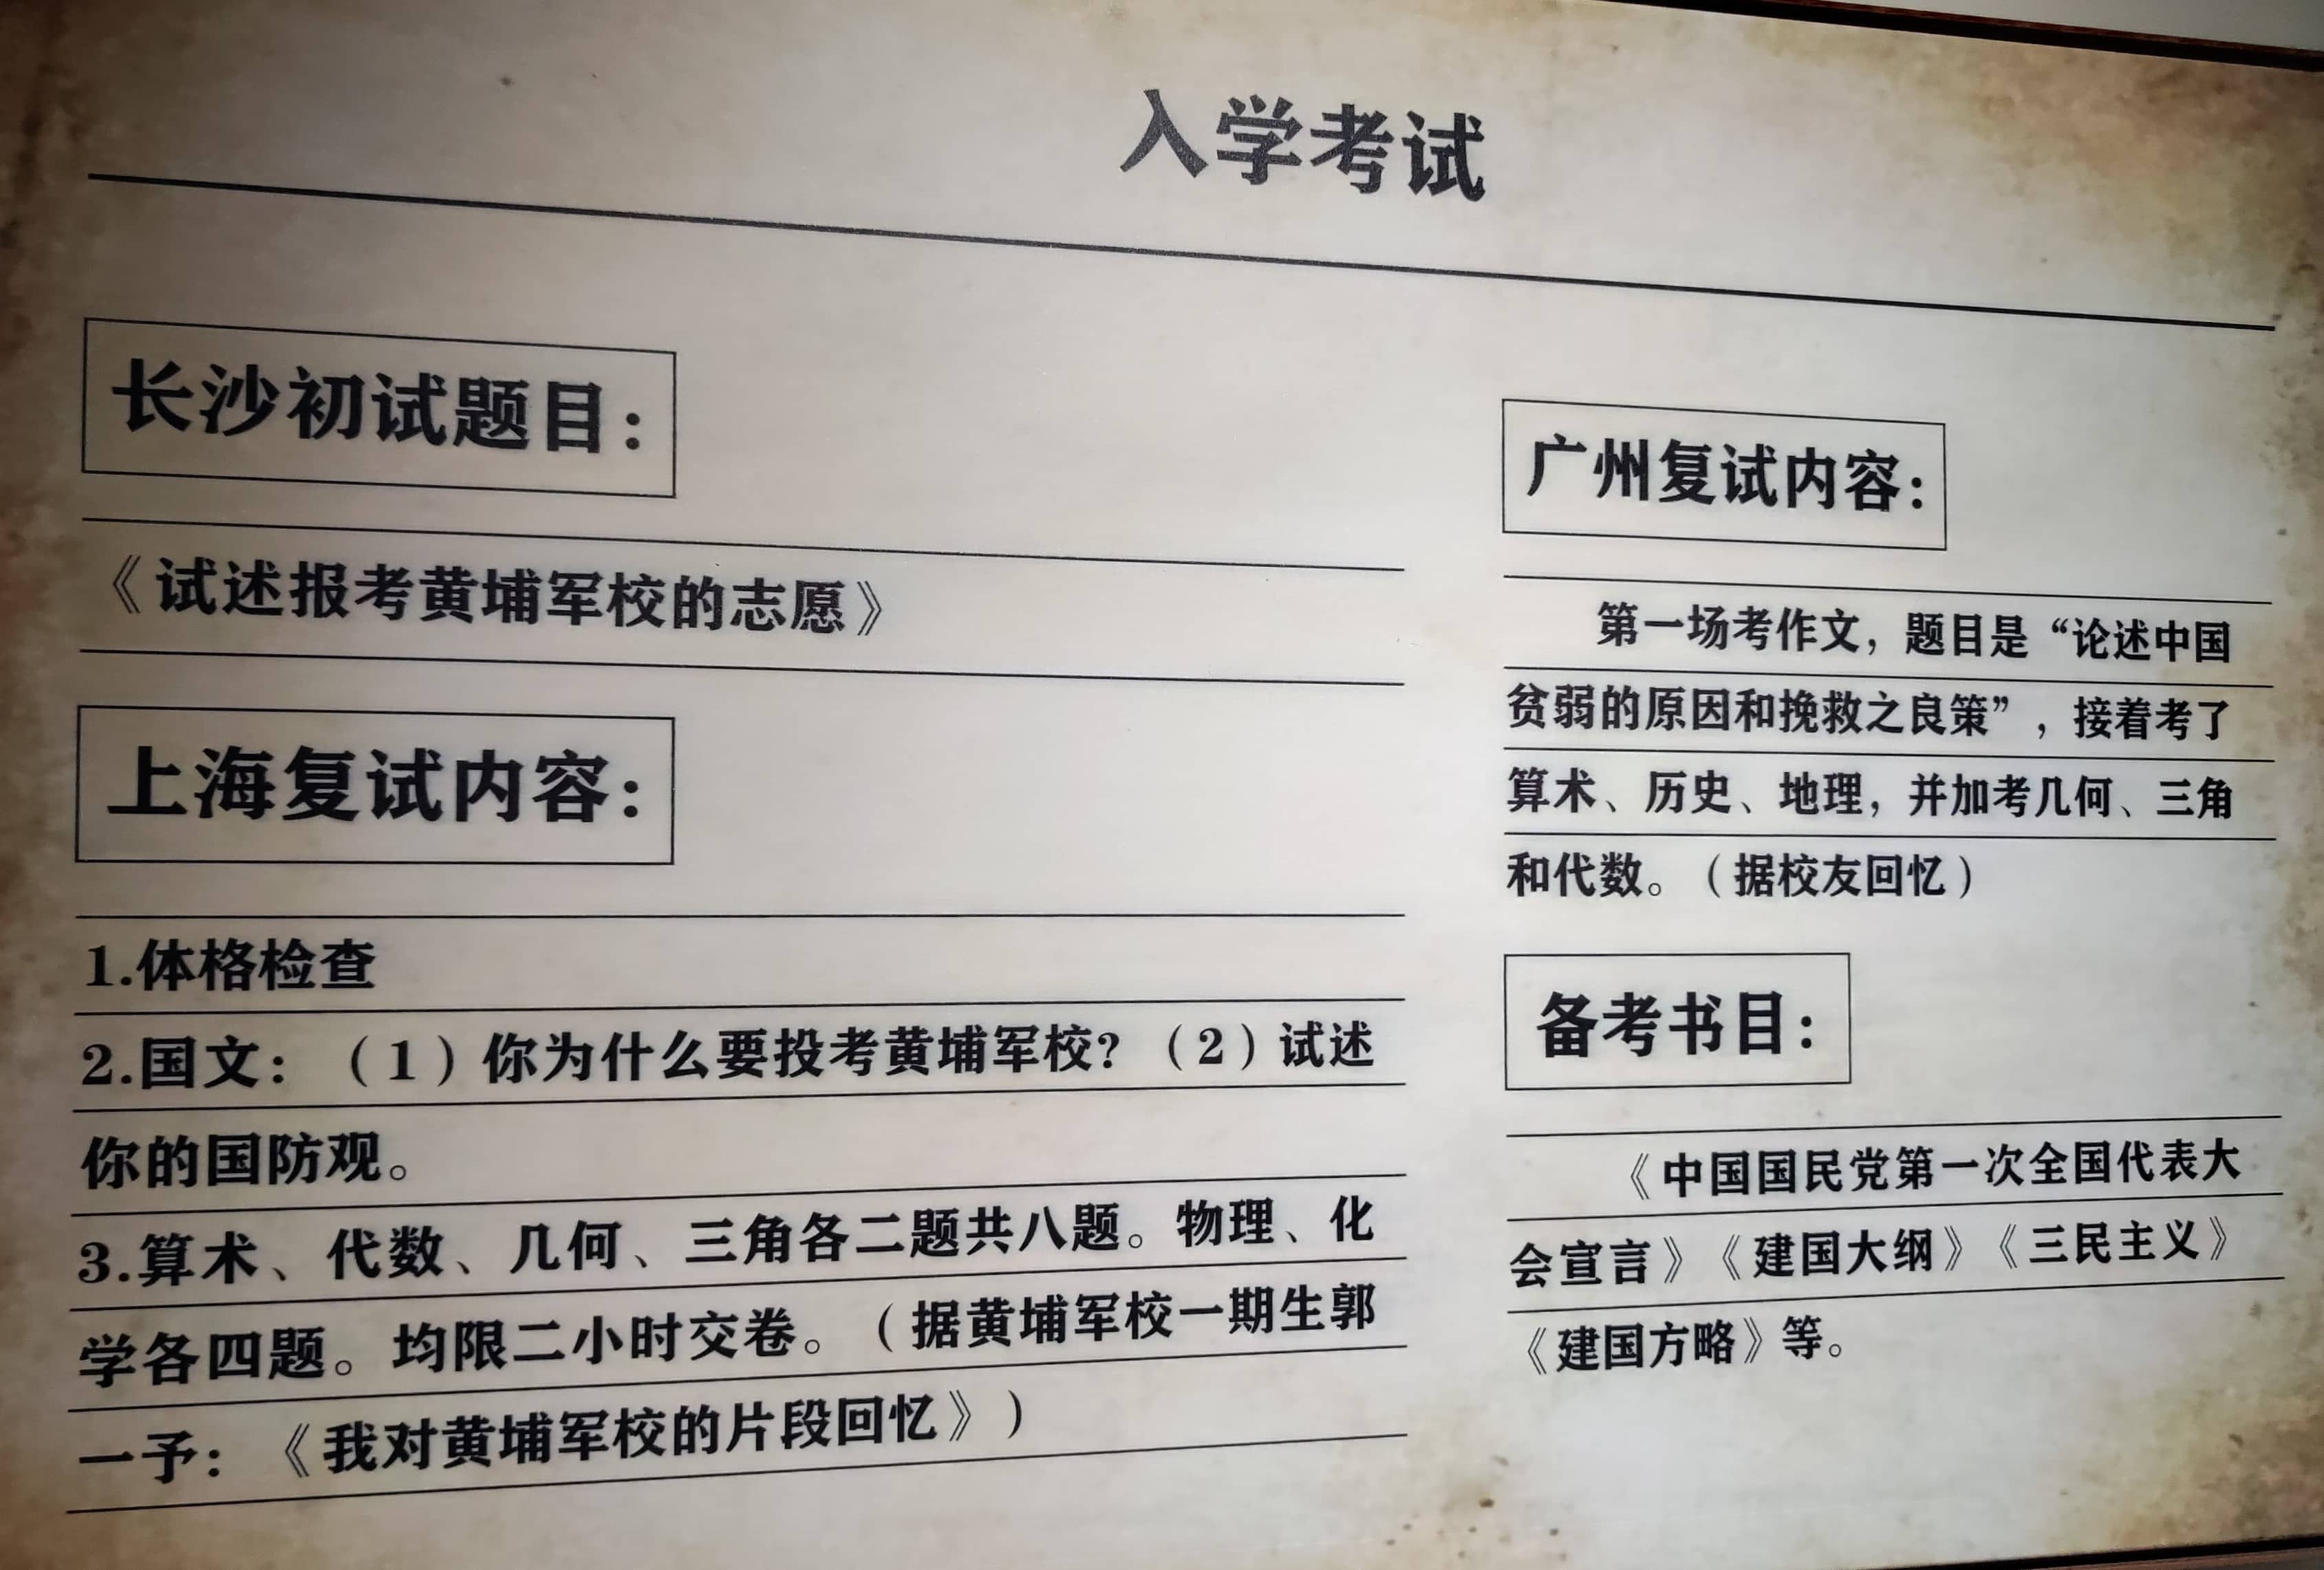 入学考试
长沙初试题目：
《试述报考黄埔军校的志愿》
上海复试内容：
1.体格检查
2.国文：（1）你为什么要投考黄埔军校？（2）试述
你的国防观。
3.算术、代数、几何、三角各二题共八题。物理、化
学各四题。均限二小时交卷。（据黄埔军校一期生郭
一予：《我对黄埔军校的片段回忆》）
广州复试内容：
第一场考作文，题目是“论述中国
贫弱的原因和挽救之良策”，接着考了
算术、历史、地理，并加考几何、三角
和代数。（据校友回忆）
备考书目：
《中国国民党第一次全国代表大
会宣言》《建国大纲》《三民主义》
《建国方略》等。